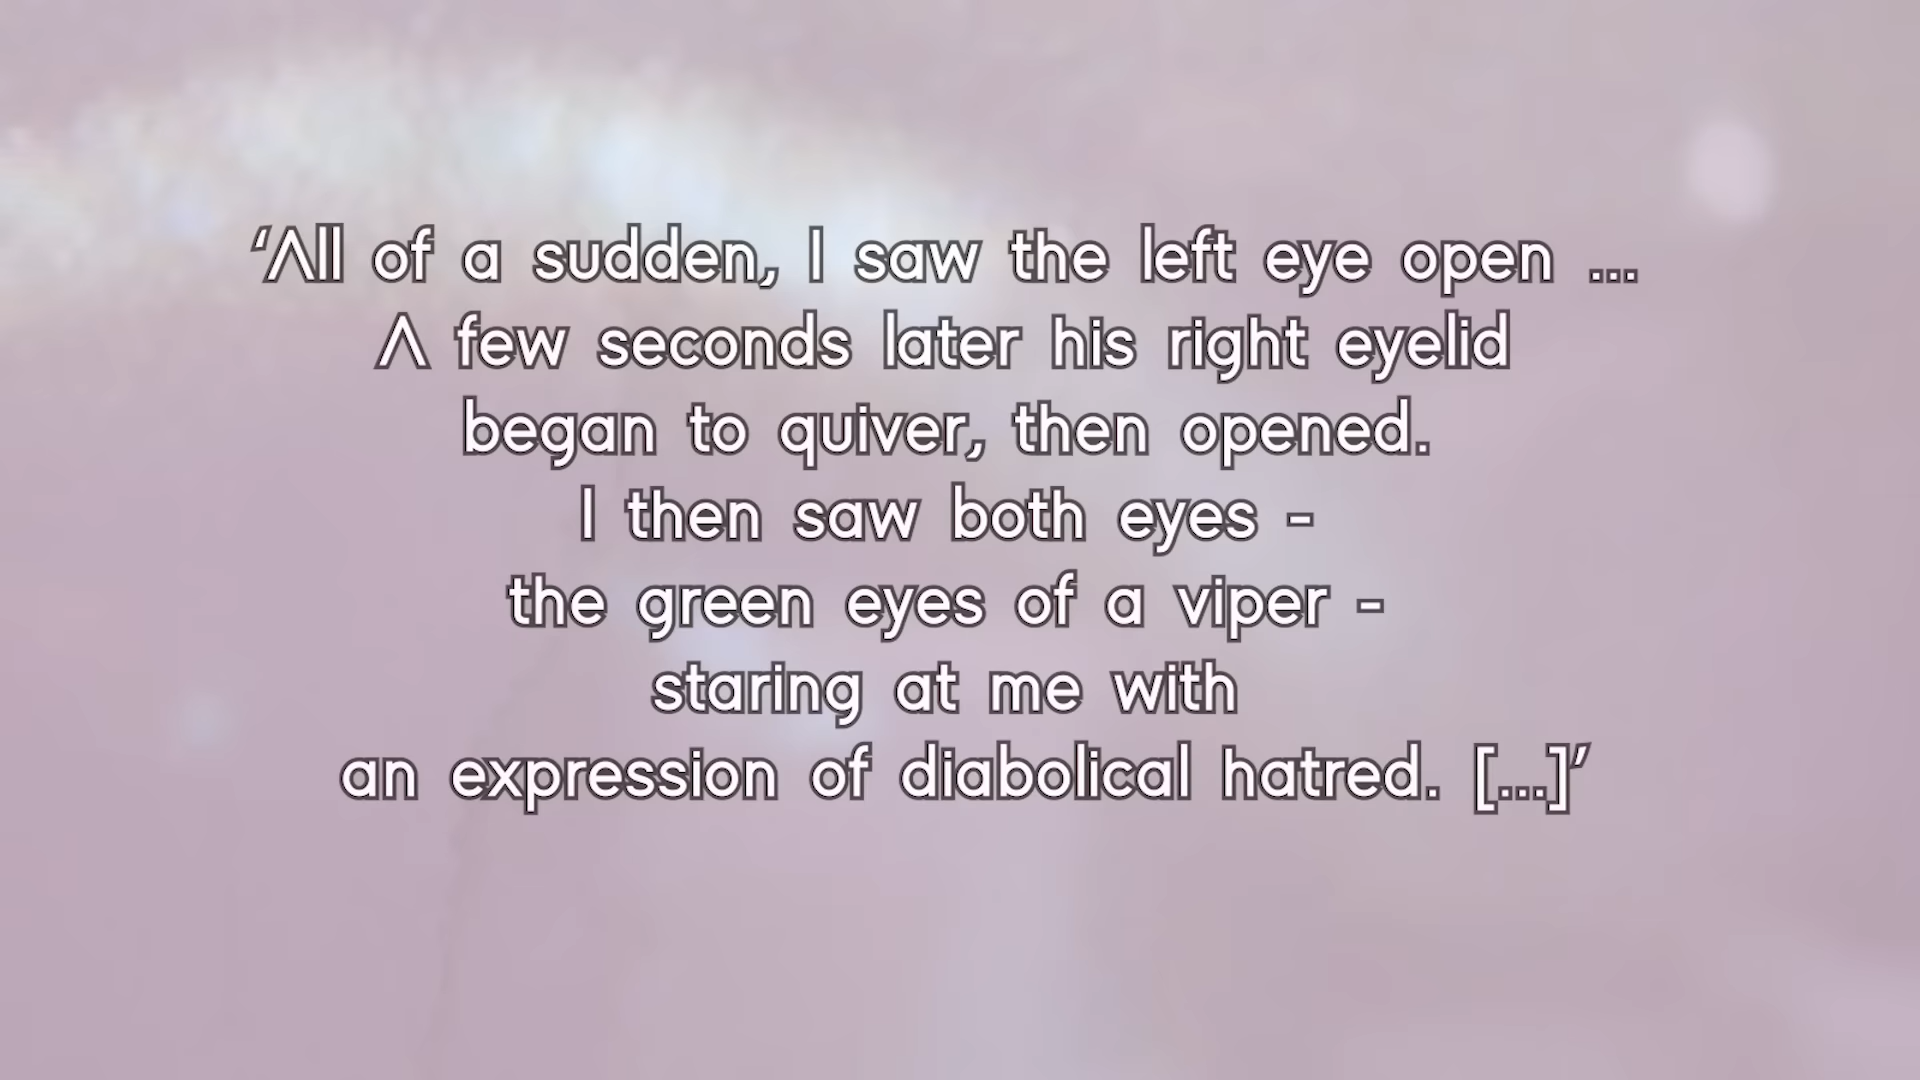 ‘All of a sudden, I saw the left eye open ...
A few seconds later his right eyelid
began to quiver, then opened.
I then saw both eyes -
the green eyes of a viper -
staring at me with
an expression of diabolical hatred. [...]’